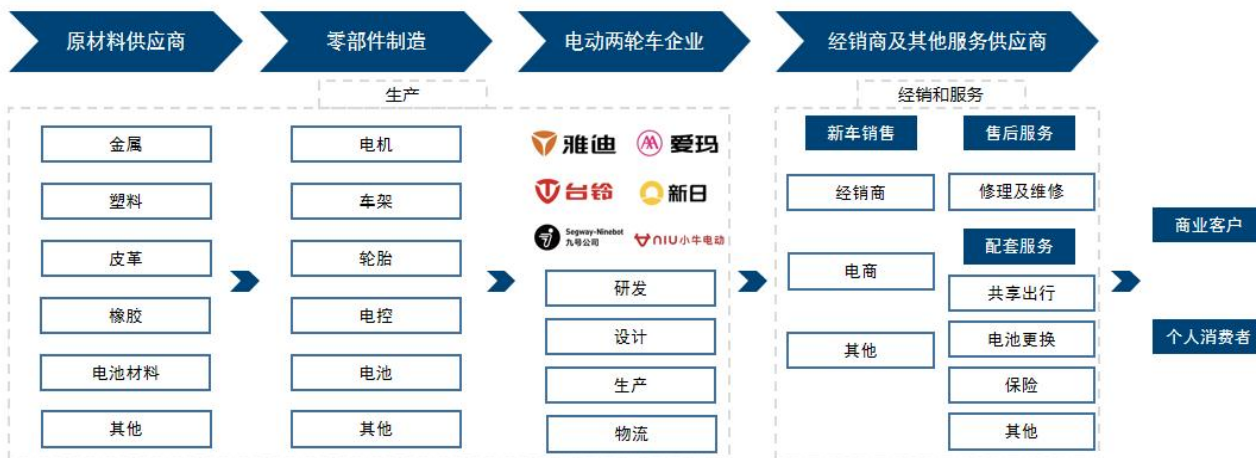 原材料供应商
零部件制造
电动两轮车企业
经销商及其他服务供应商
生产
经销和服务
金属
塑料
皮革
橡胶
电池材料
其他
电机
车架
轮胎
电控
电池
其他
雅迪
爱玛
台铃
新日
Segway-Ninebot
九号公司
NIU小牛电动
研发
设计
生产
物流
新车销售
经销商
电商
其他
售后服务
修理及维修
配套服务
共享出行
电池更换
保险
其他
商业客户
个人消费者